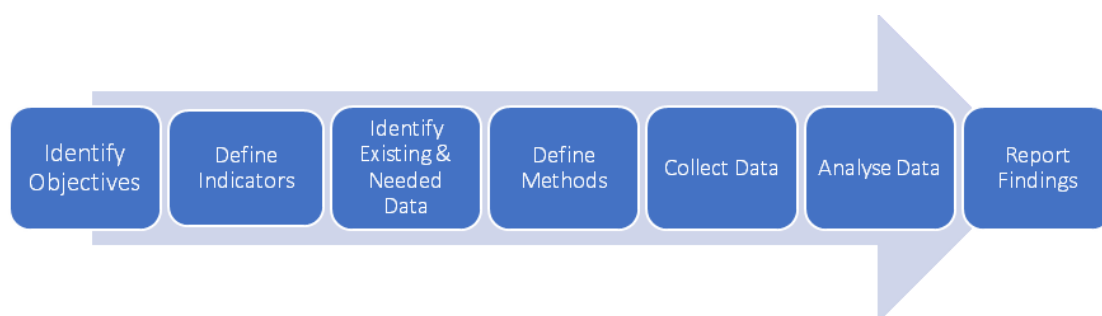 Identify
Objectives
Define
Indicators
Identify
Existing &
Needed
Data
Define
Methods
Collect Data
Analyse Data
Report
Findings